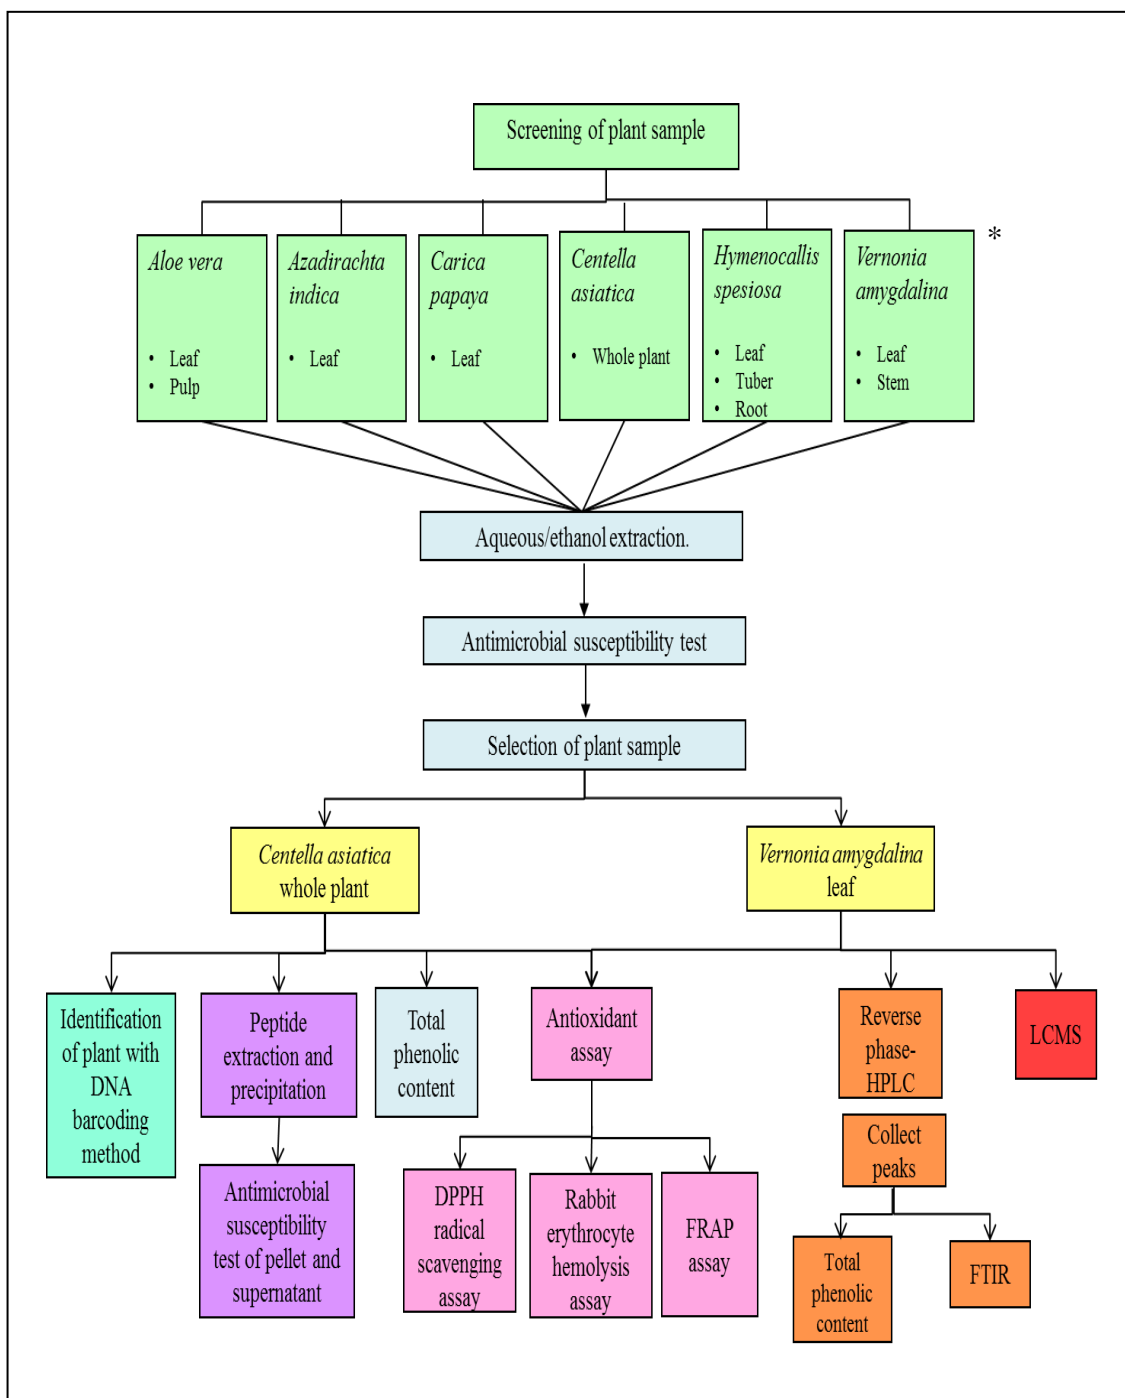 Screening of plant sample
*
Aloe vera
• Leaf
• Pulp
Azadirachta
indica
• Leaf
Carica
papaya
• Leaf
Centella
asiatica
• Whole plant
Hymenocallis
spesiosa
• Leaf
• Tuber
• Root
Vernonia
amygdalina
• Leaf
• Stem
Aqueous/ethanol extraction.
Antimicrobial susceptibility test
Selection of plant sample
Centella asiatica
whole plant
Vernonia amygdalina
leaf
Identification
of plant with
DNA
barcoding
method
Peptide
extraction and
precipitation
Total
phenolic
content
Antioxidant
assay
Reverse
phase-
HPLC
LCMS
Collect
peaks
Antimicrobial
susceptibility
test of pellet and
supernatant
DPPH
radical
scavenging
assay
Rabbit
erythrocyte
hemolysis
assay
FRAP
assay
Total
phenolic
content
FTIR